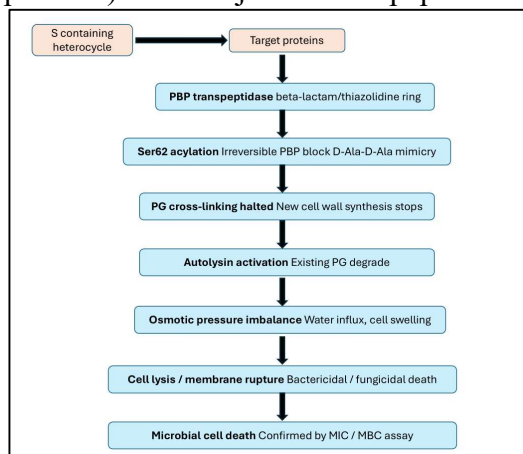 S containing
heterocycle
Target proteins
PBP transpeptidase beta-lactam/thiazolidine ring
Ser62 acylation Irreversible PBP block D-Ala-D-Ala mimicry
PG cross-linking halted New cell wall synthesis stops
Autolysin activation Existing PG degrade
Osmotic pressure imbalance Water influx, cell swelling
Cell lysis / membrane rupture Bactericidal / fungicidal death
Microbial cell death Confirmed by MIC / MBC assay